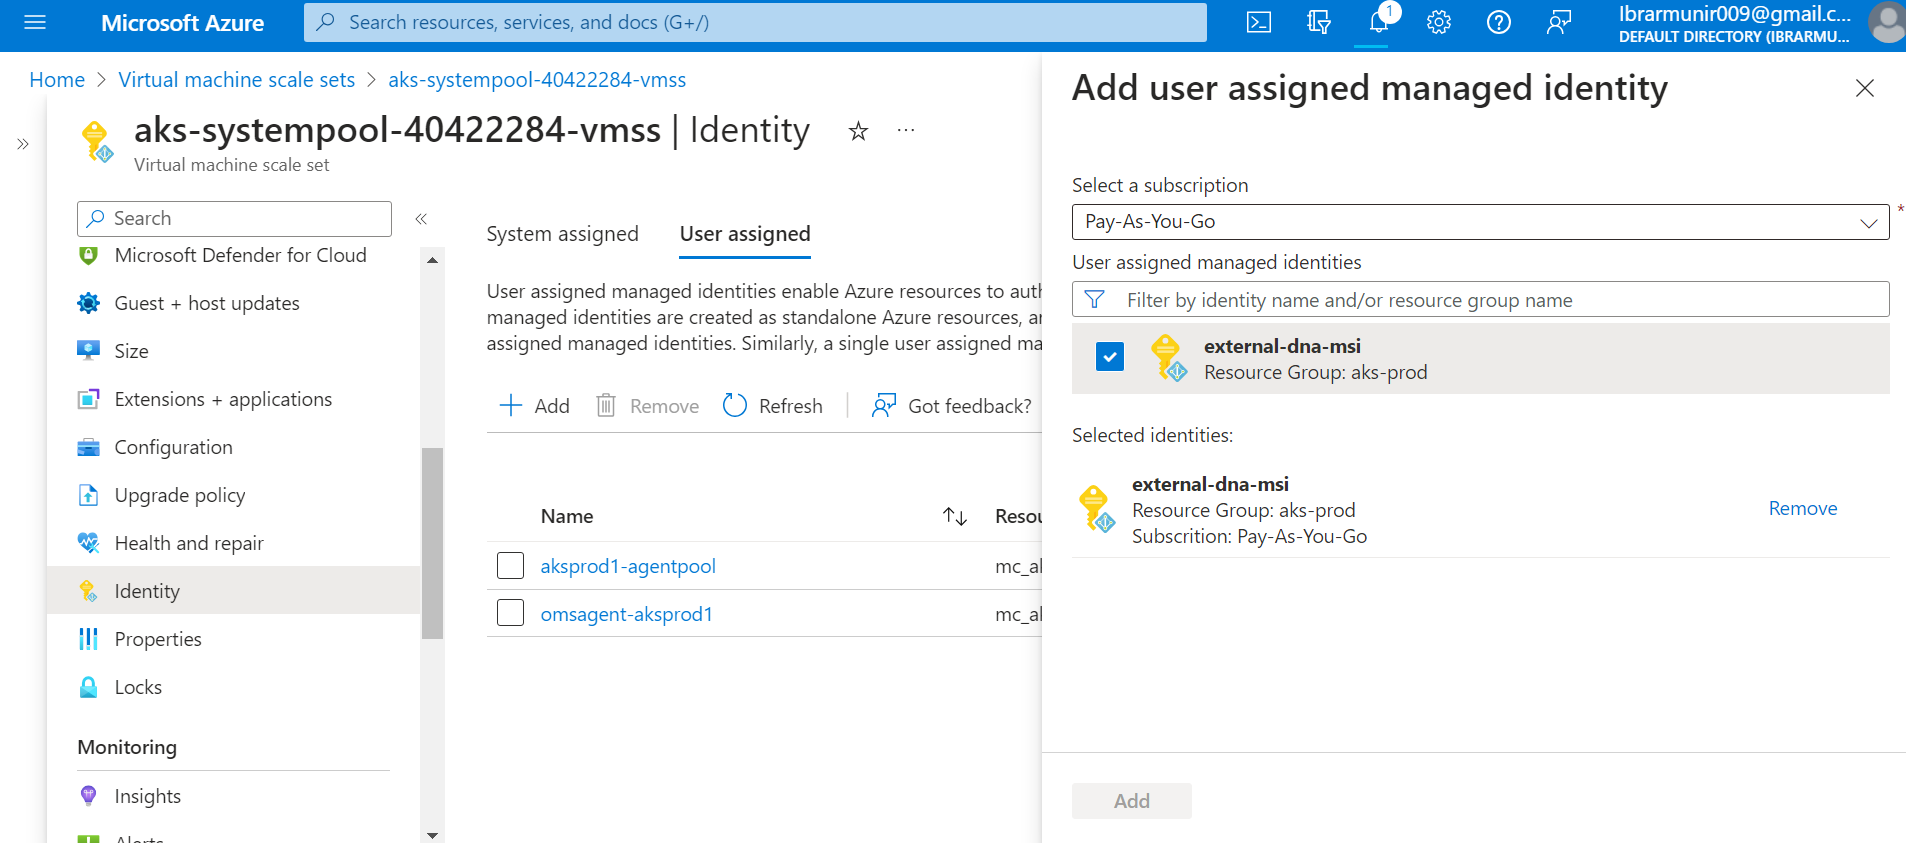 Microsoft Azure
Search resources, services, and docs (G+/)
1
Ibrarmunir009@gmail.c...
DEFAULT DIRECTORY (IBRARMU...
Home > Virtual machine scale sets > aks-systempool-40422284-vmss
aks-systempool-40422284-vmss | Identity
Virtual machine scale set
Search
Microsoft Defender for Cloud
Guest + host updates
Size
Extensions + applications
Configuration
Upgrade policy
Health and repair
Identity
Properties
Locks
Monitoring
Insights
Alerts
System assigned
User assigned
User assigned managed identities enable Azure resources to aut
managed identities are created as standalone Azure resources, a
assigned managed identities. Similarly, a single user assigned ma
Add
Remove
Refresh
Got feedback?
Name
Resou
aksprod1-agentpool
mc_a
omsagent-aksprod1
mc_a
Add user assigned managed identity
Select a subscription
Pay-As-You-Go
*
User assigned managed identities
Filter by identity name and/or resource group name
external-dna-msi
Resource Group: aks-prod
Selected identities:
external-dna-msi
Resource Group: aks-prod
Subscrition: Pay-As-You-Go
Remove
Add